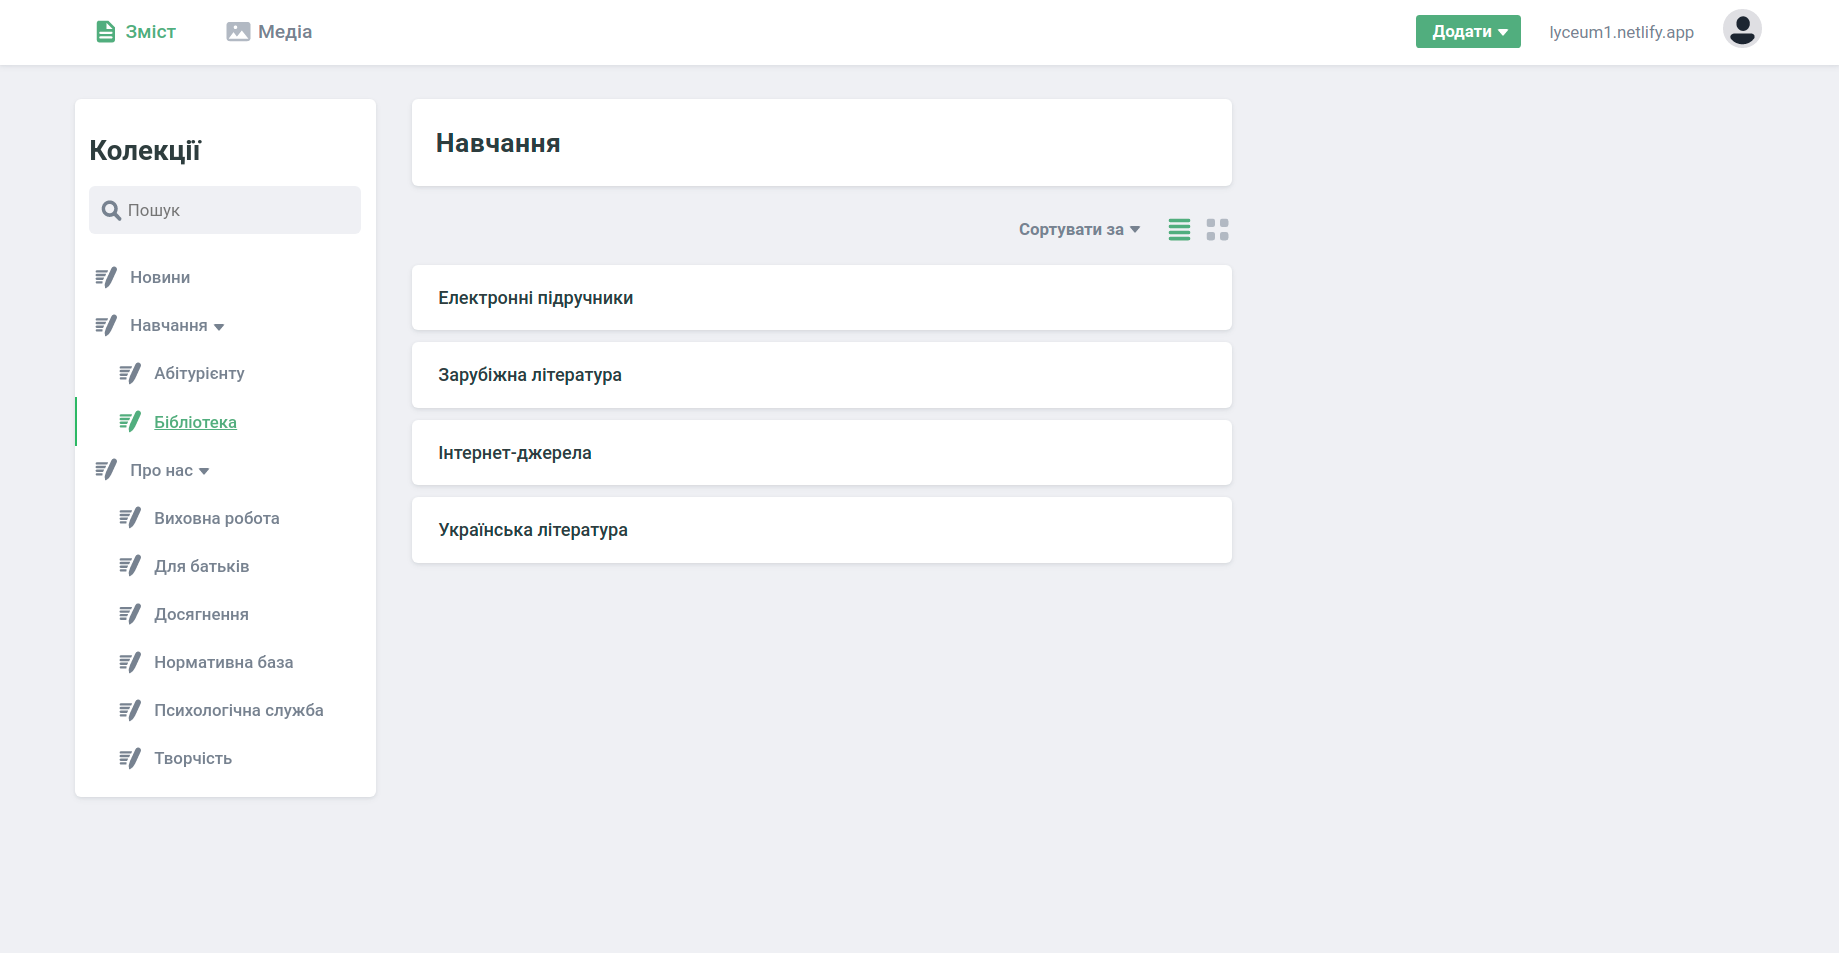 Зміст
Медіа
Додати
lyceum1.netlify.app
Колекції
Пошук
Новини
Навчання
Абітурієнту
Бібліотека
Про нас
Виховна робота
Для батьків
Досягнення
Нормативна база
Психологічна служба
Творчість
Навчання
Сортувати за
Електронні підручники
Зарубіжна література
Інтернет-джерела
Українська література